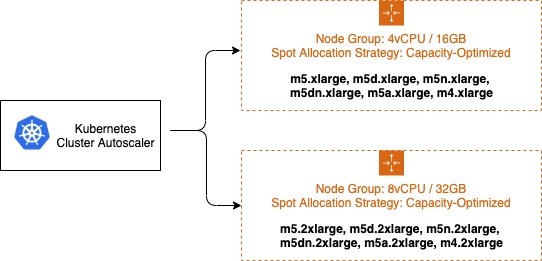 Node Group: 4vCPU / 16GB
Spot Allocation Strategy: Capacity-Optimized
m5.xlarge, m5d.xlarge, m5n.xlarge,
m5dn.xlarge, m5a.xlarge, m4.xlarge
Kubernetes
Cluster Autoscaler
Node Group: 8vCPU / 32GB
Spot Allocation Strategy: Capacity-Optimized
m5.2xlarge, m5d.2xlarge, m5n.2xlarge,
m5dn.2xlarge, m5a.2xlarge, m4.2xlarge